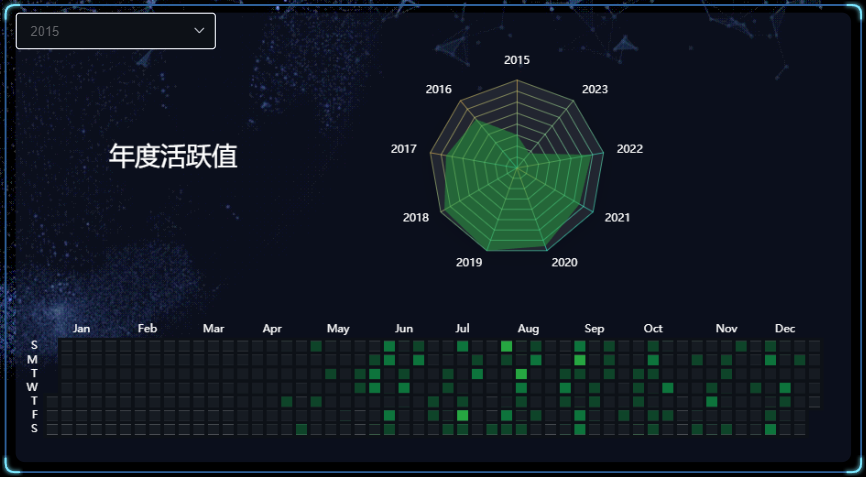 2015
2015
2016
2023
年度活跃值
2017
2022
2018
2021
2019
2020
Jan Feb Mar Apr May Jun Jul Aug Sep Oct Nov Dec
S
M
T
W
T
F
S